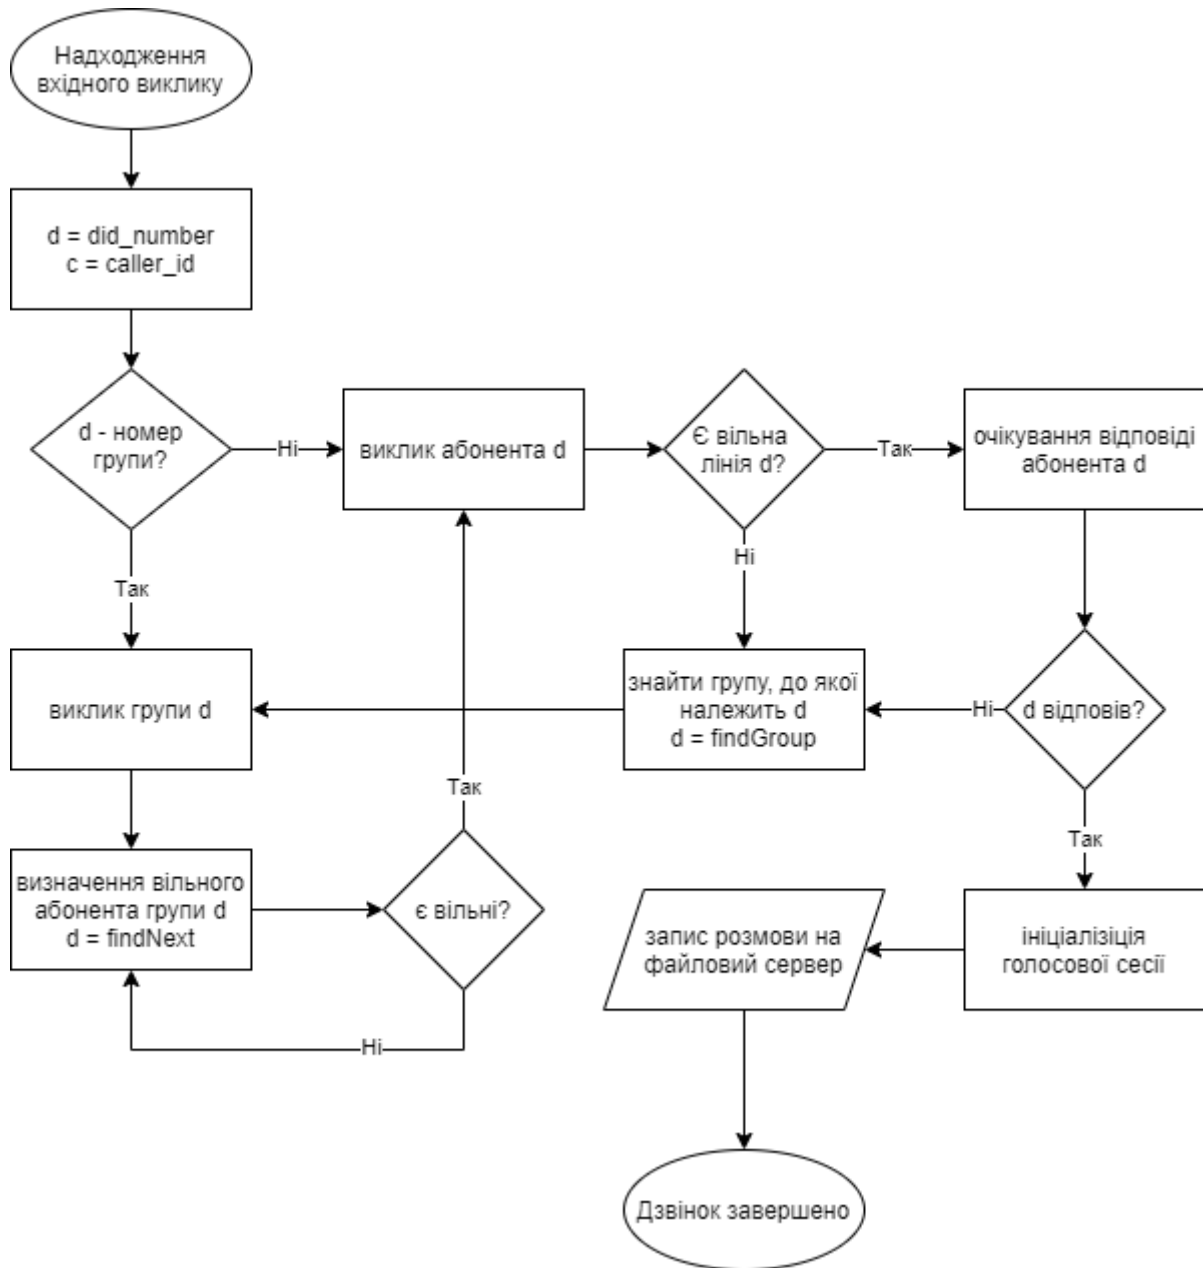 Надходження
вхідного виклику
d = did_number
c = caller_id
d - номер
групи?
Ні
виклик абонента d
Є вільна
лінія d?
Так
очікування відповіді
абонента d
Так
Ні
виклик групи d
знайти групу, до якої
належить d
d = findGroup
Ні
d відповів?
Так
Так
визначення вільного
абонента групи d
d = findNext
є вільні?
запис розмови на
файловий сервер
ініціалізіція
голосової сесії
Ні
Дзвінок завершено